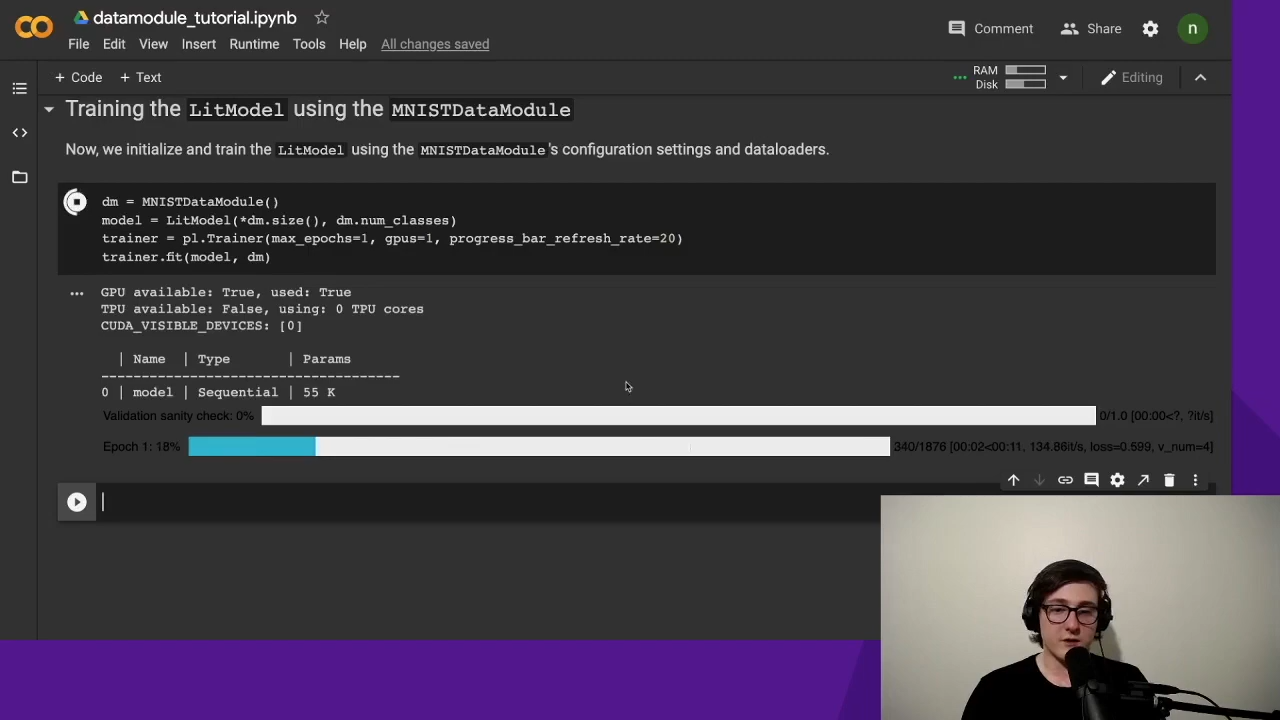 datamodule_tutorial.ipynb
n
Comment
Share
File Edit View Insert Runtime Tools Help All changes saved
+ Code + Text
RAM
Disk
Editing
Training the LitModel using the MNISTDataModule
Now, we initialize and train the LitModel using the MNISTDataModule's configuration settings and dataloaders.
dm = MNISTDataModule()
model = LitModel(*dm.size(), dm.num_classes)
trainer = pl.Trainer(max_epochs=1, gpus=1, progress_bar_refresh_rate=20)
trainer.fit(model, dm)
GPU available: True, used: True
TPU available: False, using: 0 TPU cores
CUDA_VISIBLE_DEVICES: [0]
| Name | Type | Params
-------------------------------------
0 | model | Sequential | 55 K
Validation sanity check: 0% 0/1.0 [00:00<?, ?it/s]
Epoch 1: 18% 340/1876 [00:02<00:11, 134.86it/s, loss=0.599, v_num=4]